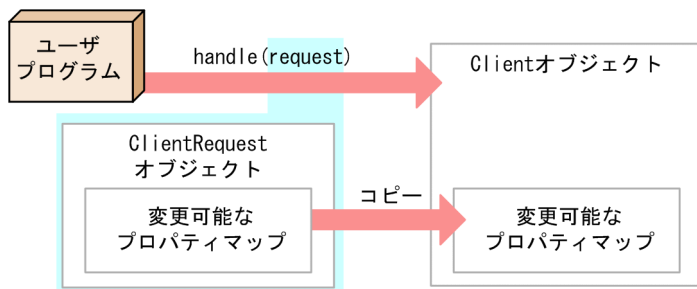 ユーザ
プログラム
handle(request)
Clientオブジェクト
ClientRequest
オブジェクト
変更可能な
プロパティマップ
コピー
変更可能な
プロパティマップ